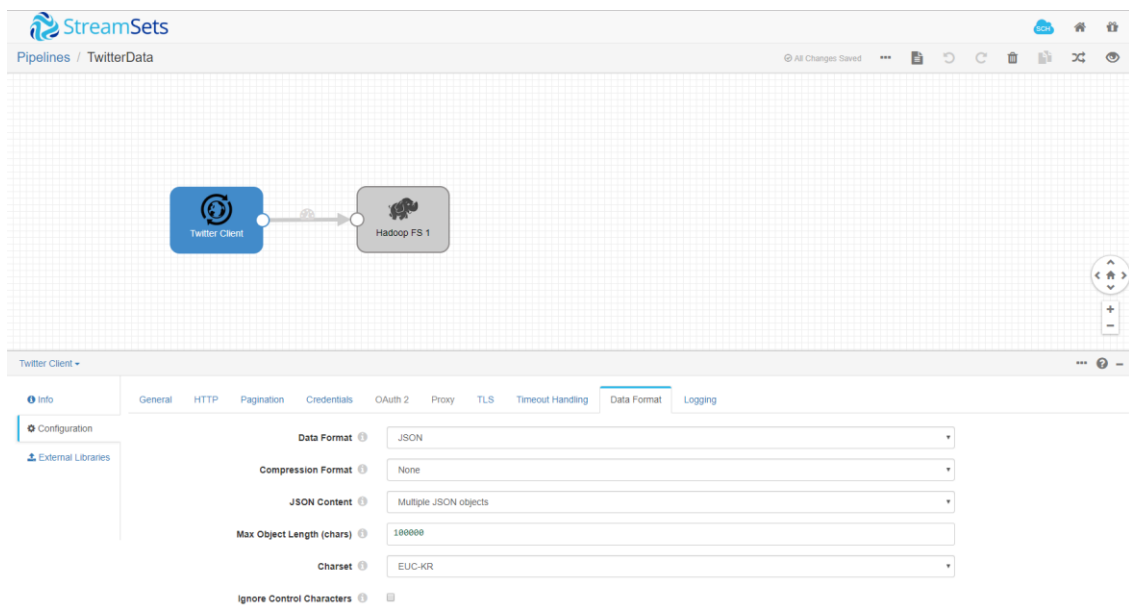 StreamSets
SCH
Pipelines / TwitterData
All Changes Saved
Twitter Client
Hadoop FS 1
Twitter Client
Info
Configuration
External Libraries
General HTTP Pagination Credentials OAuth 2 Proxy TLS Timeout Handling Data Format Logging
Data Format JSON
Compression Format None
JSON Content Multiple JSON objects
Max Object Length (chars) 100000
Charset EUC-KR
Ignore Control Characters